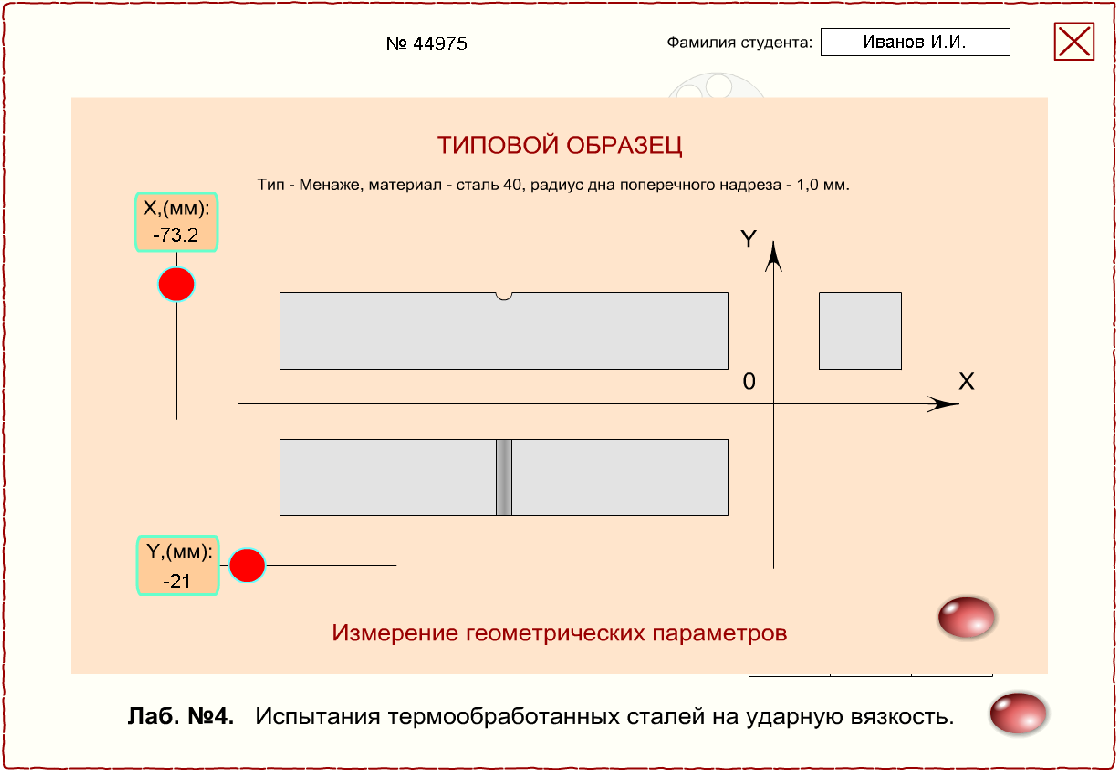 № 44975
Фамилия студента: Иванов И.И.
ТИПОВОЙ ОБРАЗЕЦ
Тип - Менаже, материал - сталь 40, радиус дна поперечного надреза - 1,0 мм.
X,(мм):
-73.2
Y
0
X
Y,(мм):
-21
Измерение геометрических параметров
Лаб. №4. Испытания термообработанных сталей на ударную вязкость.